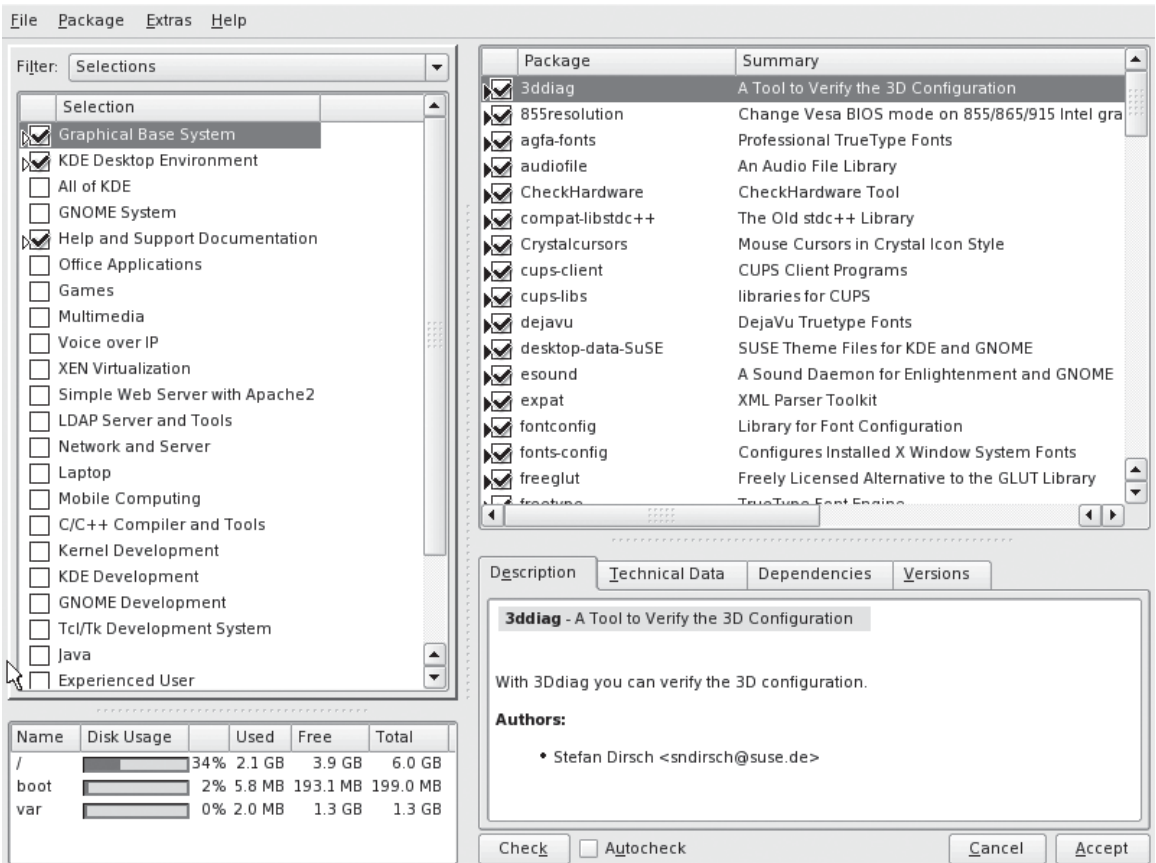 File Package Extras Help
Filter: Selections
Selection
Graphical Base System
KDE Desktop Environment
All of KDE
GNOME System
Help and Support Documentation
Office Applications
Games
Multimedia
Voice over IP
XEN Virtualization
Simple Web Server with Apache2
LDAP Server and Tools
Network and Server
Laptop
Mobile Computing
C/C++ Compiler and Tools
Kernel Development
KDE Development
GNOME Development
Tcl/Tk Development System
Java
Experienced User
Name Disk Usage Used Free Total
/ 34% 2.1 GB 3.9 GB 6.0 GB
boot 2% 5.8 MB 193.1 MB 199.0 MB
var 0% 2.0 MB 1.3 GB 1.3 GB
Package Summary
3ddiag A Tool to Verify the 3D Configuration
855resolution Change Vesa BIOS mode on 855/865/915 Intel gra
agfa-fonts Professional TrueType Fonts
audiofile An Audio File Library
CheckHardware CheckHardware Tool
compat-libstdc++ The Old stdc++ Library
Crystalcursors Mouse Cursors in Crystal Icon Style
cups-client CUPS Client Programs
cups-libs libraries for CUPS
dejavu DejaVu Truetype Fonts
desktop-data-SuSE SUSE Theme Files for KDE and GNOME
esound A Sound Daemon for Enlightenment and GNOME
expat XML Parser Toolkit
fontconfig Library for Font Configuration
fonts-config Configures Installed X Window System Fonts
freeglut Freely Licensed Alternative to the GLUT Library
freetype TrueType Font Engine
Description Technical Data Dependencies Versions
3ddiag - A Tool to Verify the 3D Configuration
With 3Ddiag you can verify the 3D configuration.
Authors:
• Stefan Dirsch <sndirsch@suse.de>
Check Autocheck Cancel Accept